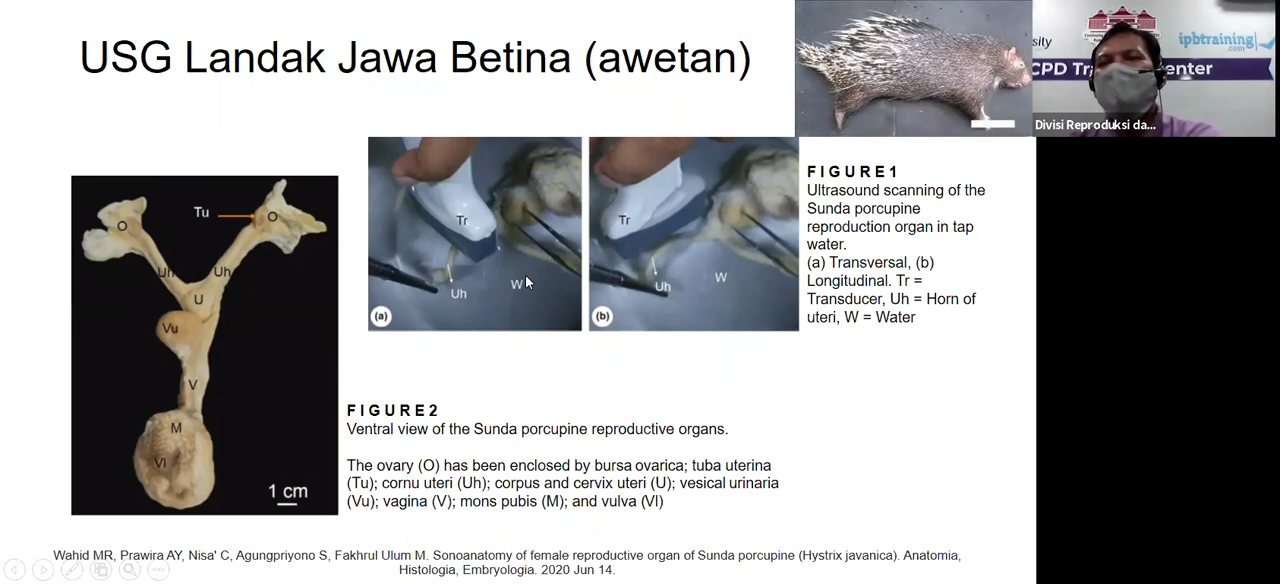 USG Landak Jawa Betina (awetan)
sity
ipbtraining
.com
CPD Tr
enter
Divisi Reproduksi da...
Tr
Uh
W
(a)
Tr
Uh
W
(b)
FIGURE1
Ultrasound scanning of the
Sunda porcupine
reproduction organ in tap
water.
(a) Transversal, (b)
Longitudinal. Tr =
Transducer, Uh = Horn of
uteri, W = Water
Tu
O
O
Uh
Uh
U
Vu
V
M
Vl
1 cm
FIGURE2
Ventral view of the Sunda porcupine reproductive organs.
The ovary (O) has been enclosed by bursa ovarica; tuba uterina
(Tu); cornu uteri (Uh); corpus and cervix uteri (U); vesical urinaria
(Vu); vagina (V); mons pubis (M); and vulva (Vl)
Wahid MR, Prawira AY, Nisa' C, Agungpriyono S, Fakhrul Ulum M. Sonoanatomy of female reproductive organ of Sunda porcupine (Hystrix javanica). Anatomia,
Histologia, Embryologia. 2020 Jun 14.